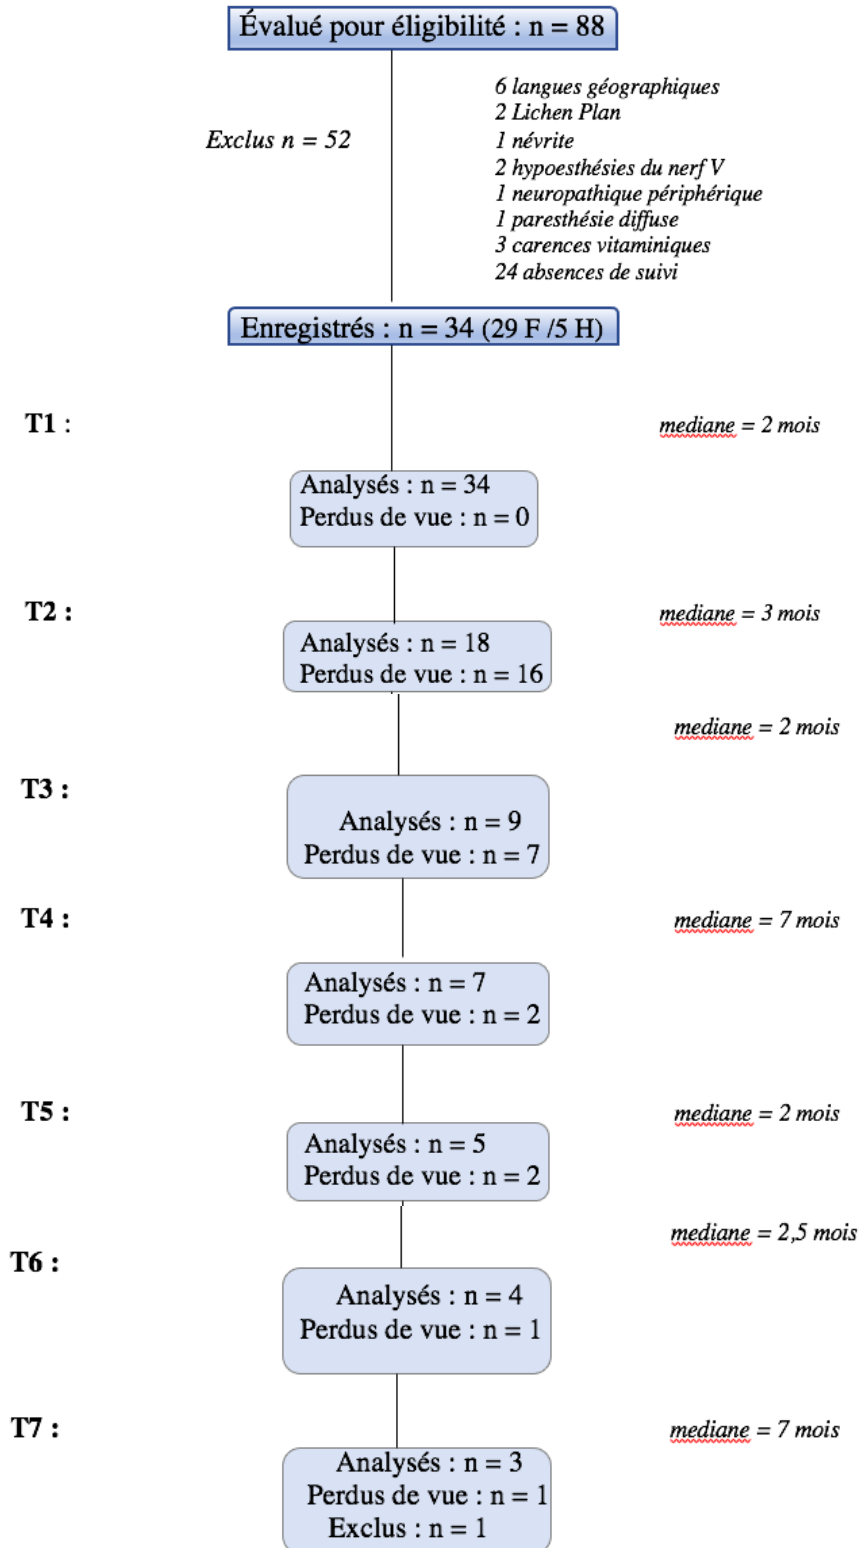 Évalué pour éligibilité : n = 88
6 langues géographiques
2 Lichen Plan
Exclus n = 52
1 névrite
2 hypoesthésies du nerf V
1 neuropathique périphérique
1 paresthésie diffuse
3 carences vitaminiques
24 absences de suivi
Enregistrés : n = 34 (29 F /5 H)
T1 :
mediane = 2 mois
Analysés : n = 34
Perdus de vue : n = 0
T2 :
mediane = 3 mois
Analysés : n = 18
Perdus de vue : n = 16
mediane = 2 mois
T3 :
Analysés : n = 9
Perdus de vue : n = 7
T4 :
mediane = 7 mois
Analysés : n = 7
Perdus de vue : n = 2
T5 :
mediane = 2 mois
Analysés : n = 5
Perdus de vue : n = 2
mediane = 2,5 mois
T6 :
Analysés : n = 4
Perdus de vue : n = 1
T7 :
mediane = 7 mois
Analysés : n = 3
Perdus de vue : n = 1
Exclus : n = 1